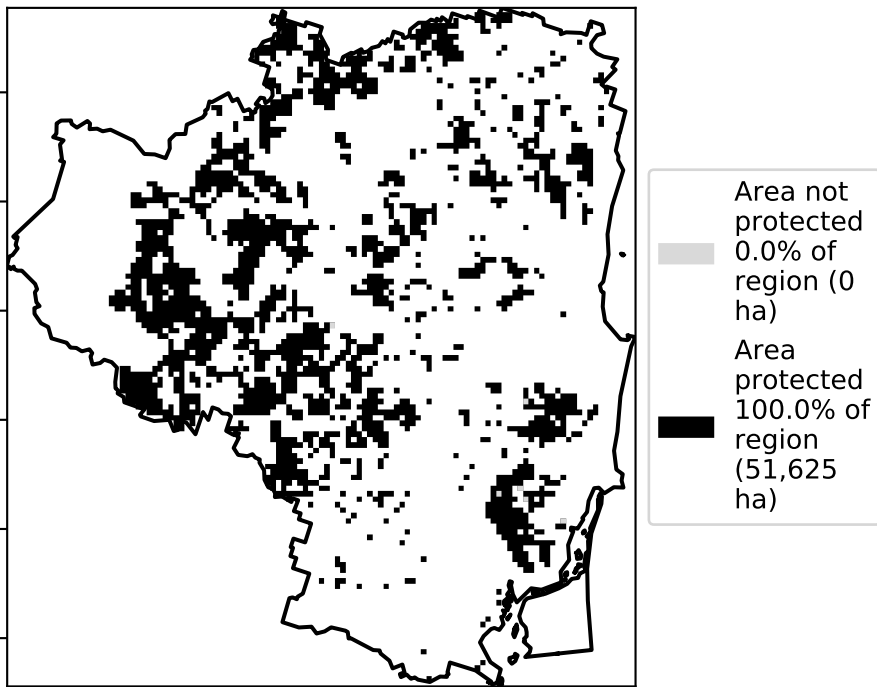 Area not
protected
0.0% of
region (0
ha)
Area
protected
100.0% of
region
(51,625
ha)